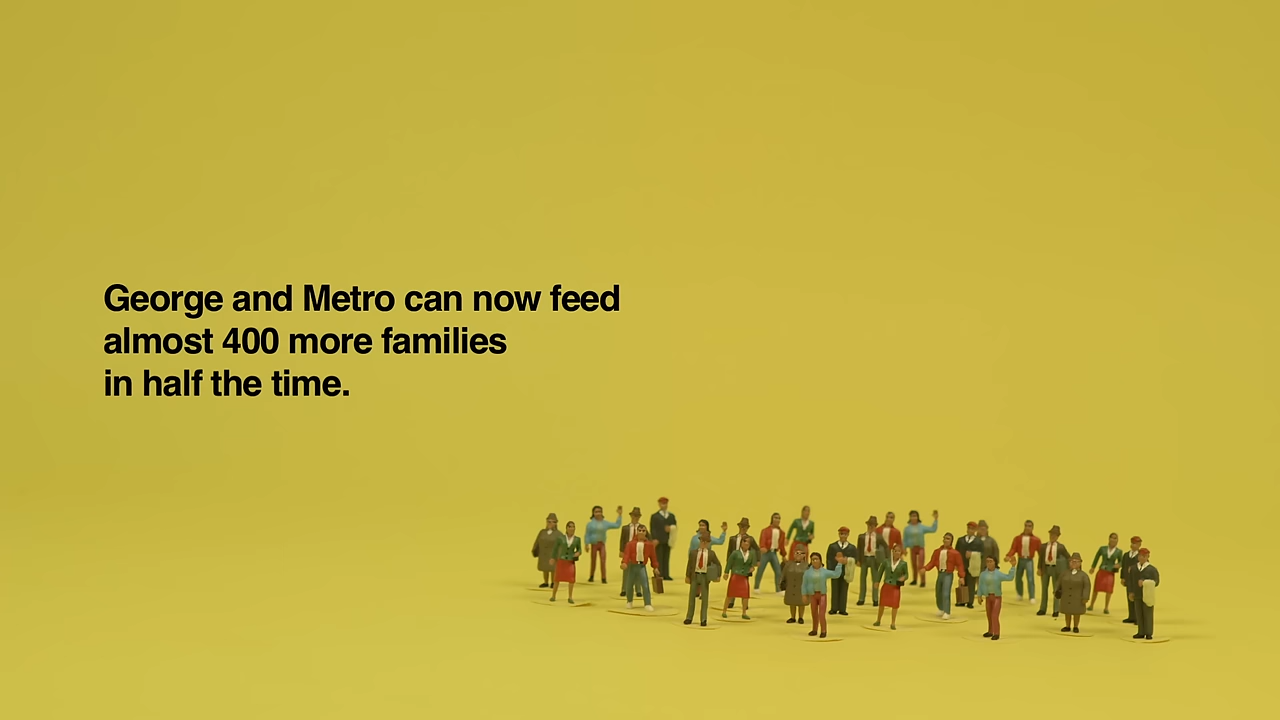 George and Metro can now feed
almost 400 more families
in half the time.